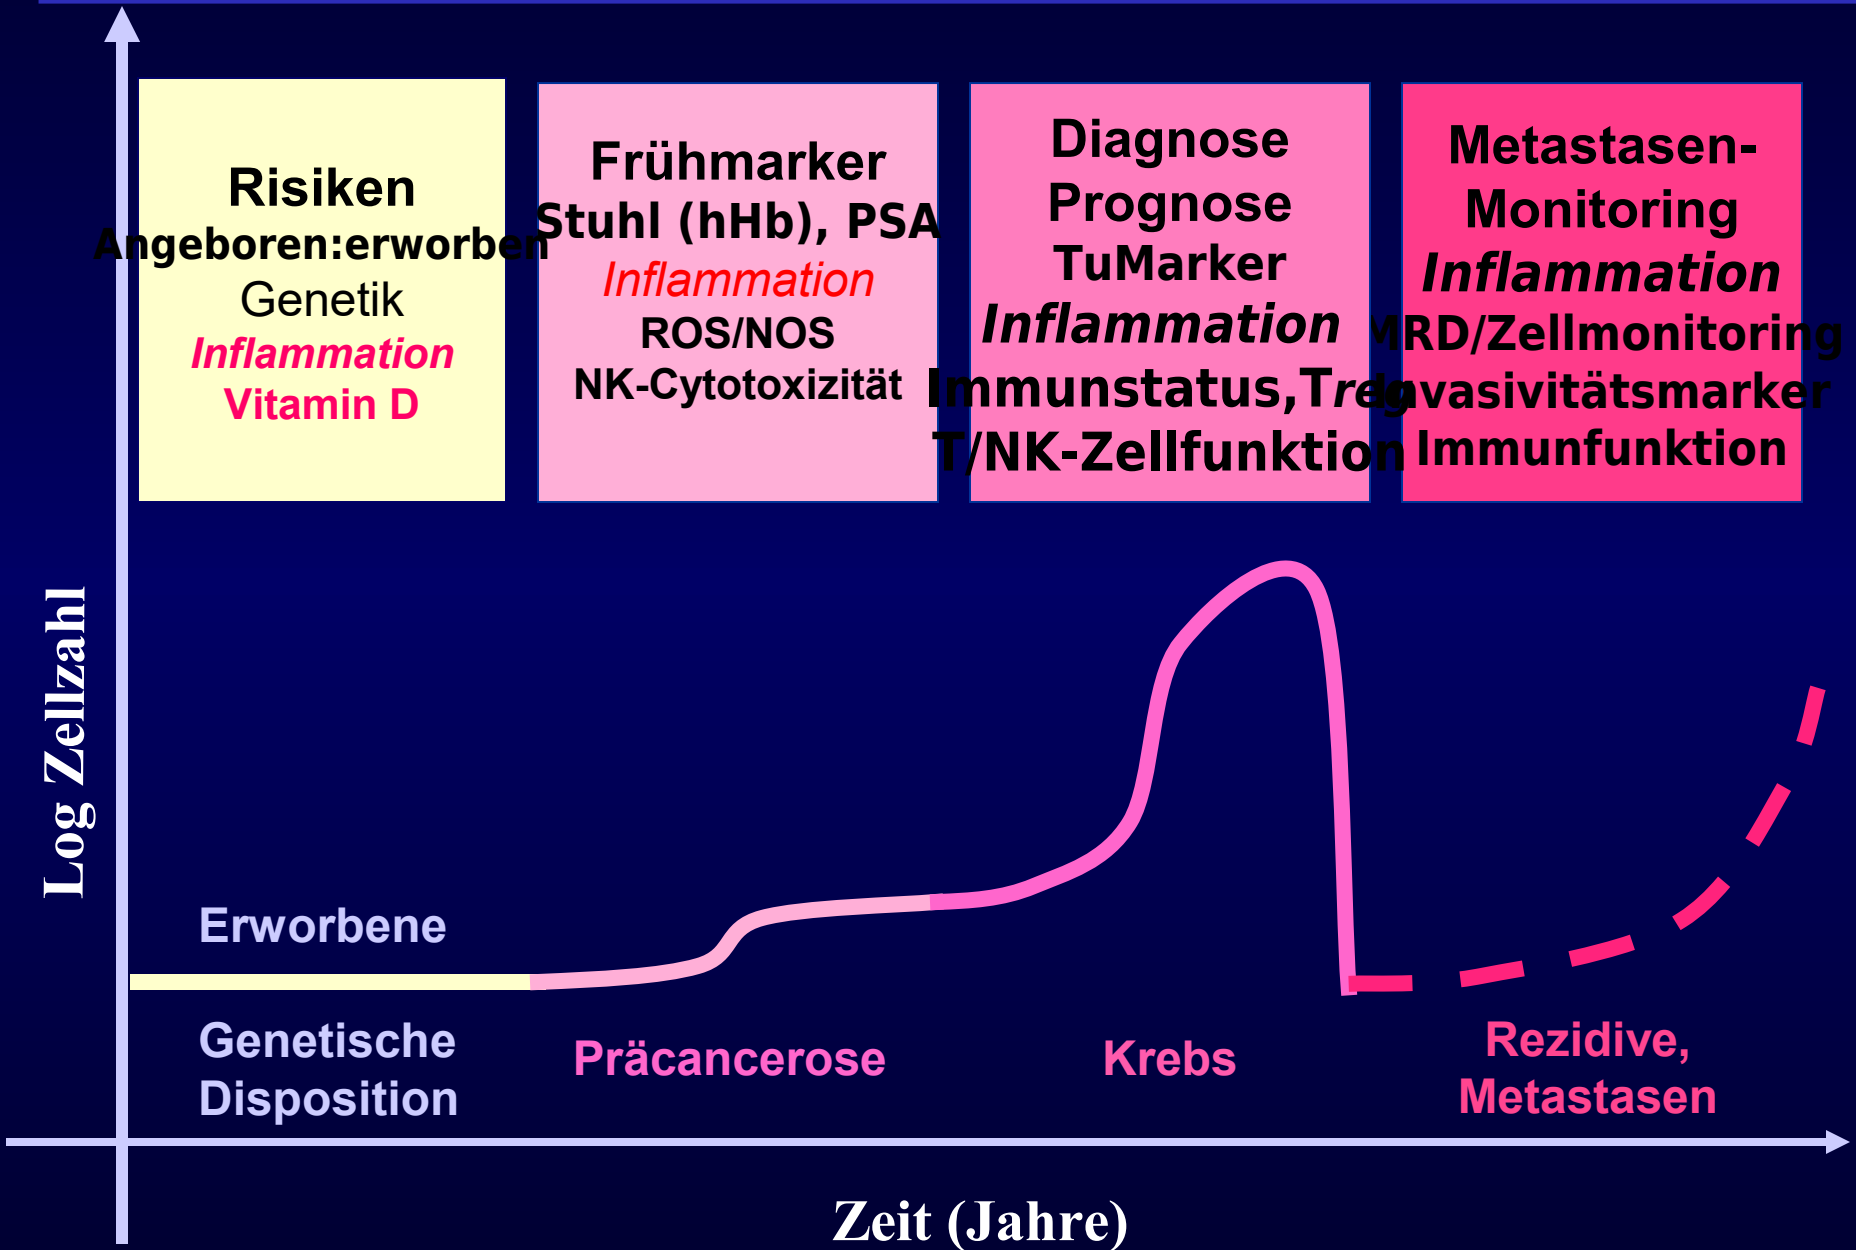 Risiken
Angeboren:erworben
Genetik
Inflammation
Vitamin D
Frühmarker
Stuhl (hHb), PSA
Inflammation
ROS/NOS
NK-Cytotoxizität
Diagnose
Prognose
TuMarker
Inflammation
Immunstatus,Treg
T/NK-Zellfunktion
Metastasen-
Monitoring
Inflammation
MRD/Zellmonitoring
Invasivitätsmarker
Immunfunktion
Log Zellzahl
Erworbene
Genetische
Disposition
Präcancerose
Krebs
Rezidive,
Metastasen
Zeit (Jahre)